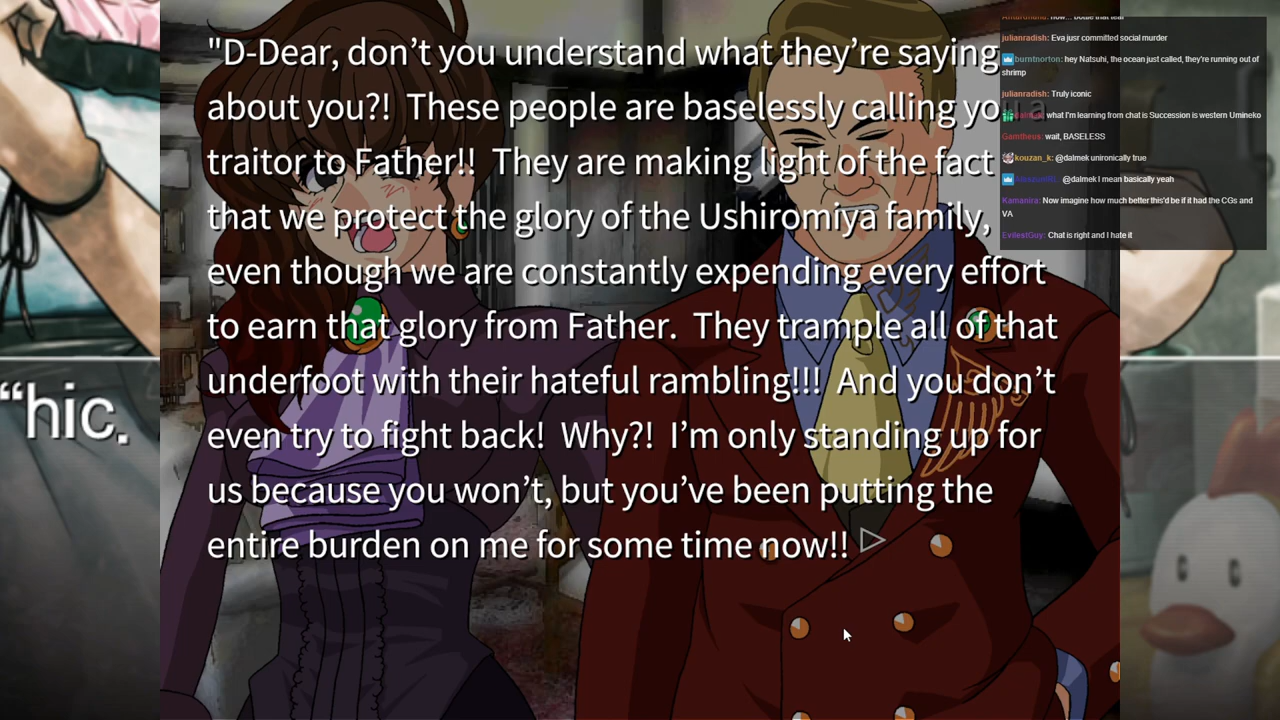 "D-Dear, don’t you understand what they’re saying
about you?!  These people are baselessly calling you a
traitor to Father!!  They are making light of the fact
that we protect the glory of the Ushiromiya family,
even though we are constantly expending every effort
to earn that glory from Father.  They trample all of that
underfoot with their hateful rambling!!!  And you don’t
even try to fight back!  Why?!  I’m only standing up for
us because you won’t, but you’ve been putting the
entire burden on me for some time now!!
“hic.
julianradish: Eva jusr committed social murder
burntnorton: hey Natsuhi, the ocean just called, they're running out of
shrimp
julianradish: Truly iconic
dalmek: what I'm learning from chat is Succession is western Umineko
Gamtheus: wait, BASELESS
kouzan_k: @dalmek unironically true
@dalmek I mean basically yeah
Kamanira: Now imagine how much better this'd be if it had the CGs and
VA
EvilestGuy: Chat is right and I hate it